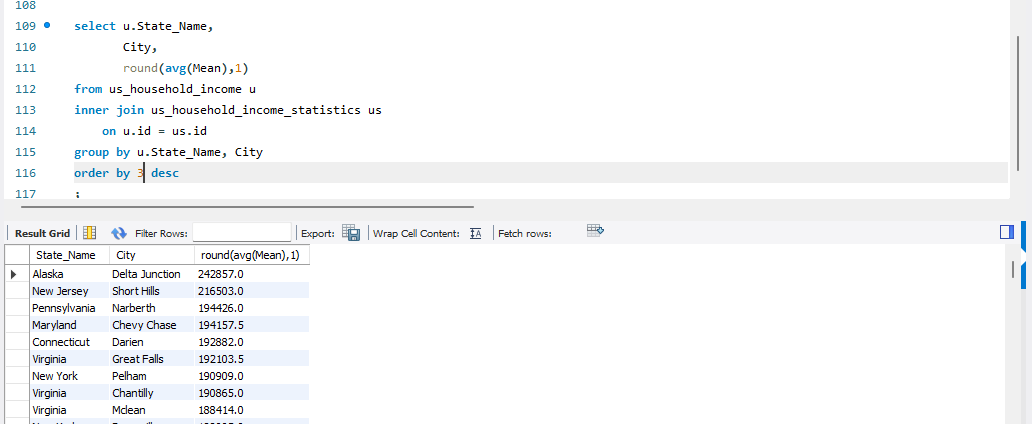 108
109 select u.State_Name,
110 City,
111 round(avg(Mean),1)
112 from us_household_income u
113 inner join us_household_income_statistics us
114 on u.id = us.id
115 group by u.State_Name, City
116 order by 3 desc
117 ;
Result Grid Filter Rows: Export: Wrap Cell Content: Fetch rows:
State_Name City round(avg(Mean),1)
Alaska Delta Junction 242857.0
New Jersey Short Hills 216503.0
Pennsylvania Narberth 194426.0
Maryland Chevy Chase 194157.5
Connecticut Darien 192882.0
Virginia Great Falls 192103.5
New York Pelham 190909.0
Virginia Chantilly 190865.0
Virginia Mclean 188414.0